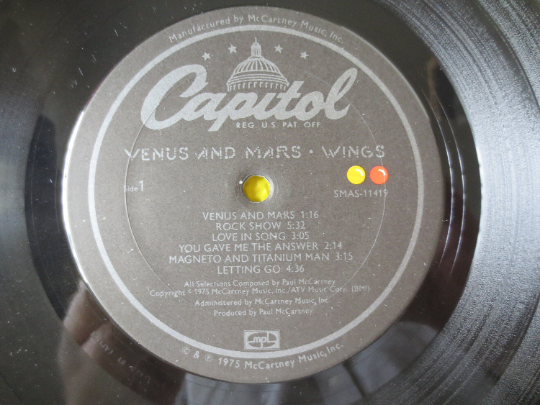 Manufactured by McCartney Music, Inc.
Capitol
REG. U.S. PAT. OFF.
VENUS AND MARS · WINGS
Side 1
SMAS-11419
VENUS AND MARS 1:16
ROCK SHOW 5:32
LOVE IN SONG 3:05
YOU GAVE ME THE ANSWER 2:14
MAGNETO AND TITANIUM MAN 3:15
LETTING GO 4:36
All Selections Composed by Paul McCartney
Copyright © 1975 McCartney Music, Inc./ATV Music Corp. (BMI)
Administered by McCartney Music, Inc.
Produced by Paul McCartney
mpl
© & ℗ 1975 McCartney Music, Inc.